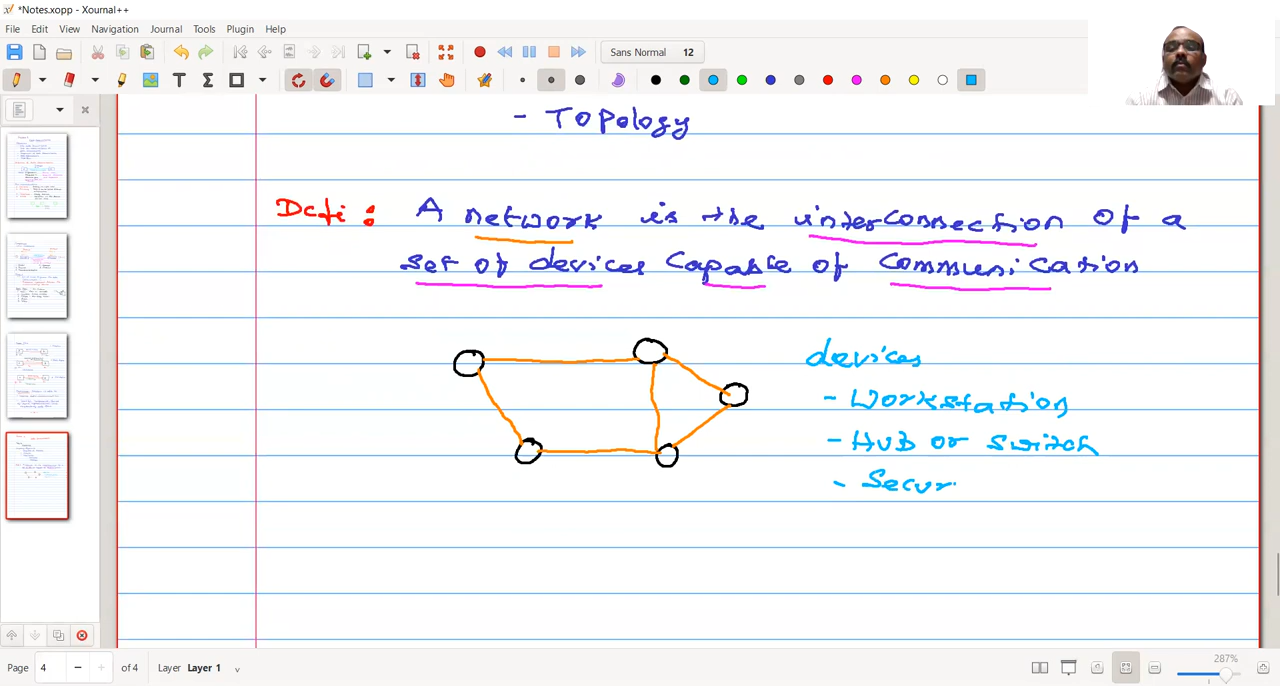 *Notes.xopp - Xournal++
File Edit View Navigation Journal Tools Plugin Help
Sans Normal 12
- Topology
Defi: A network is the interconnection of a
set of devices capable of communication
devices
- Workstation
- HUB or switch
- Secur
Page 4 of 4 Layer Layer 1 287%